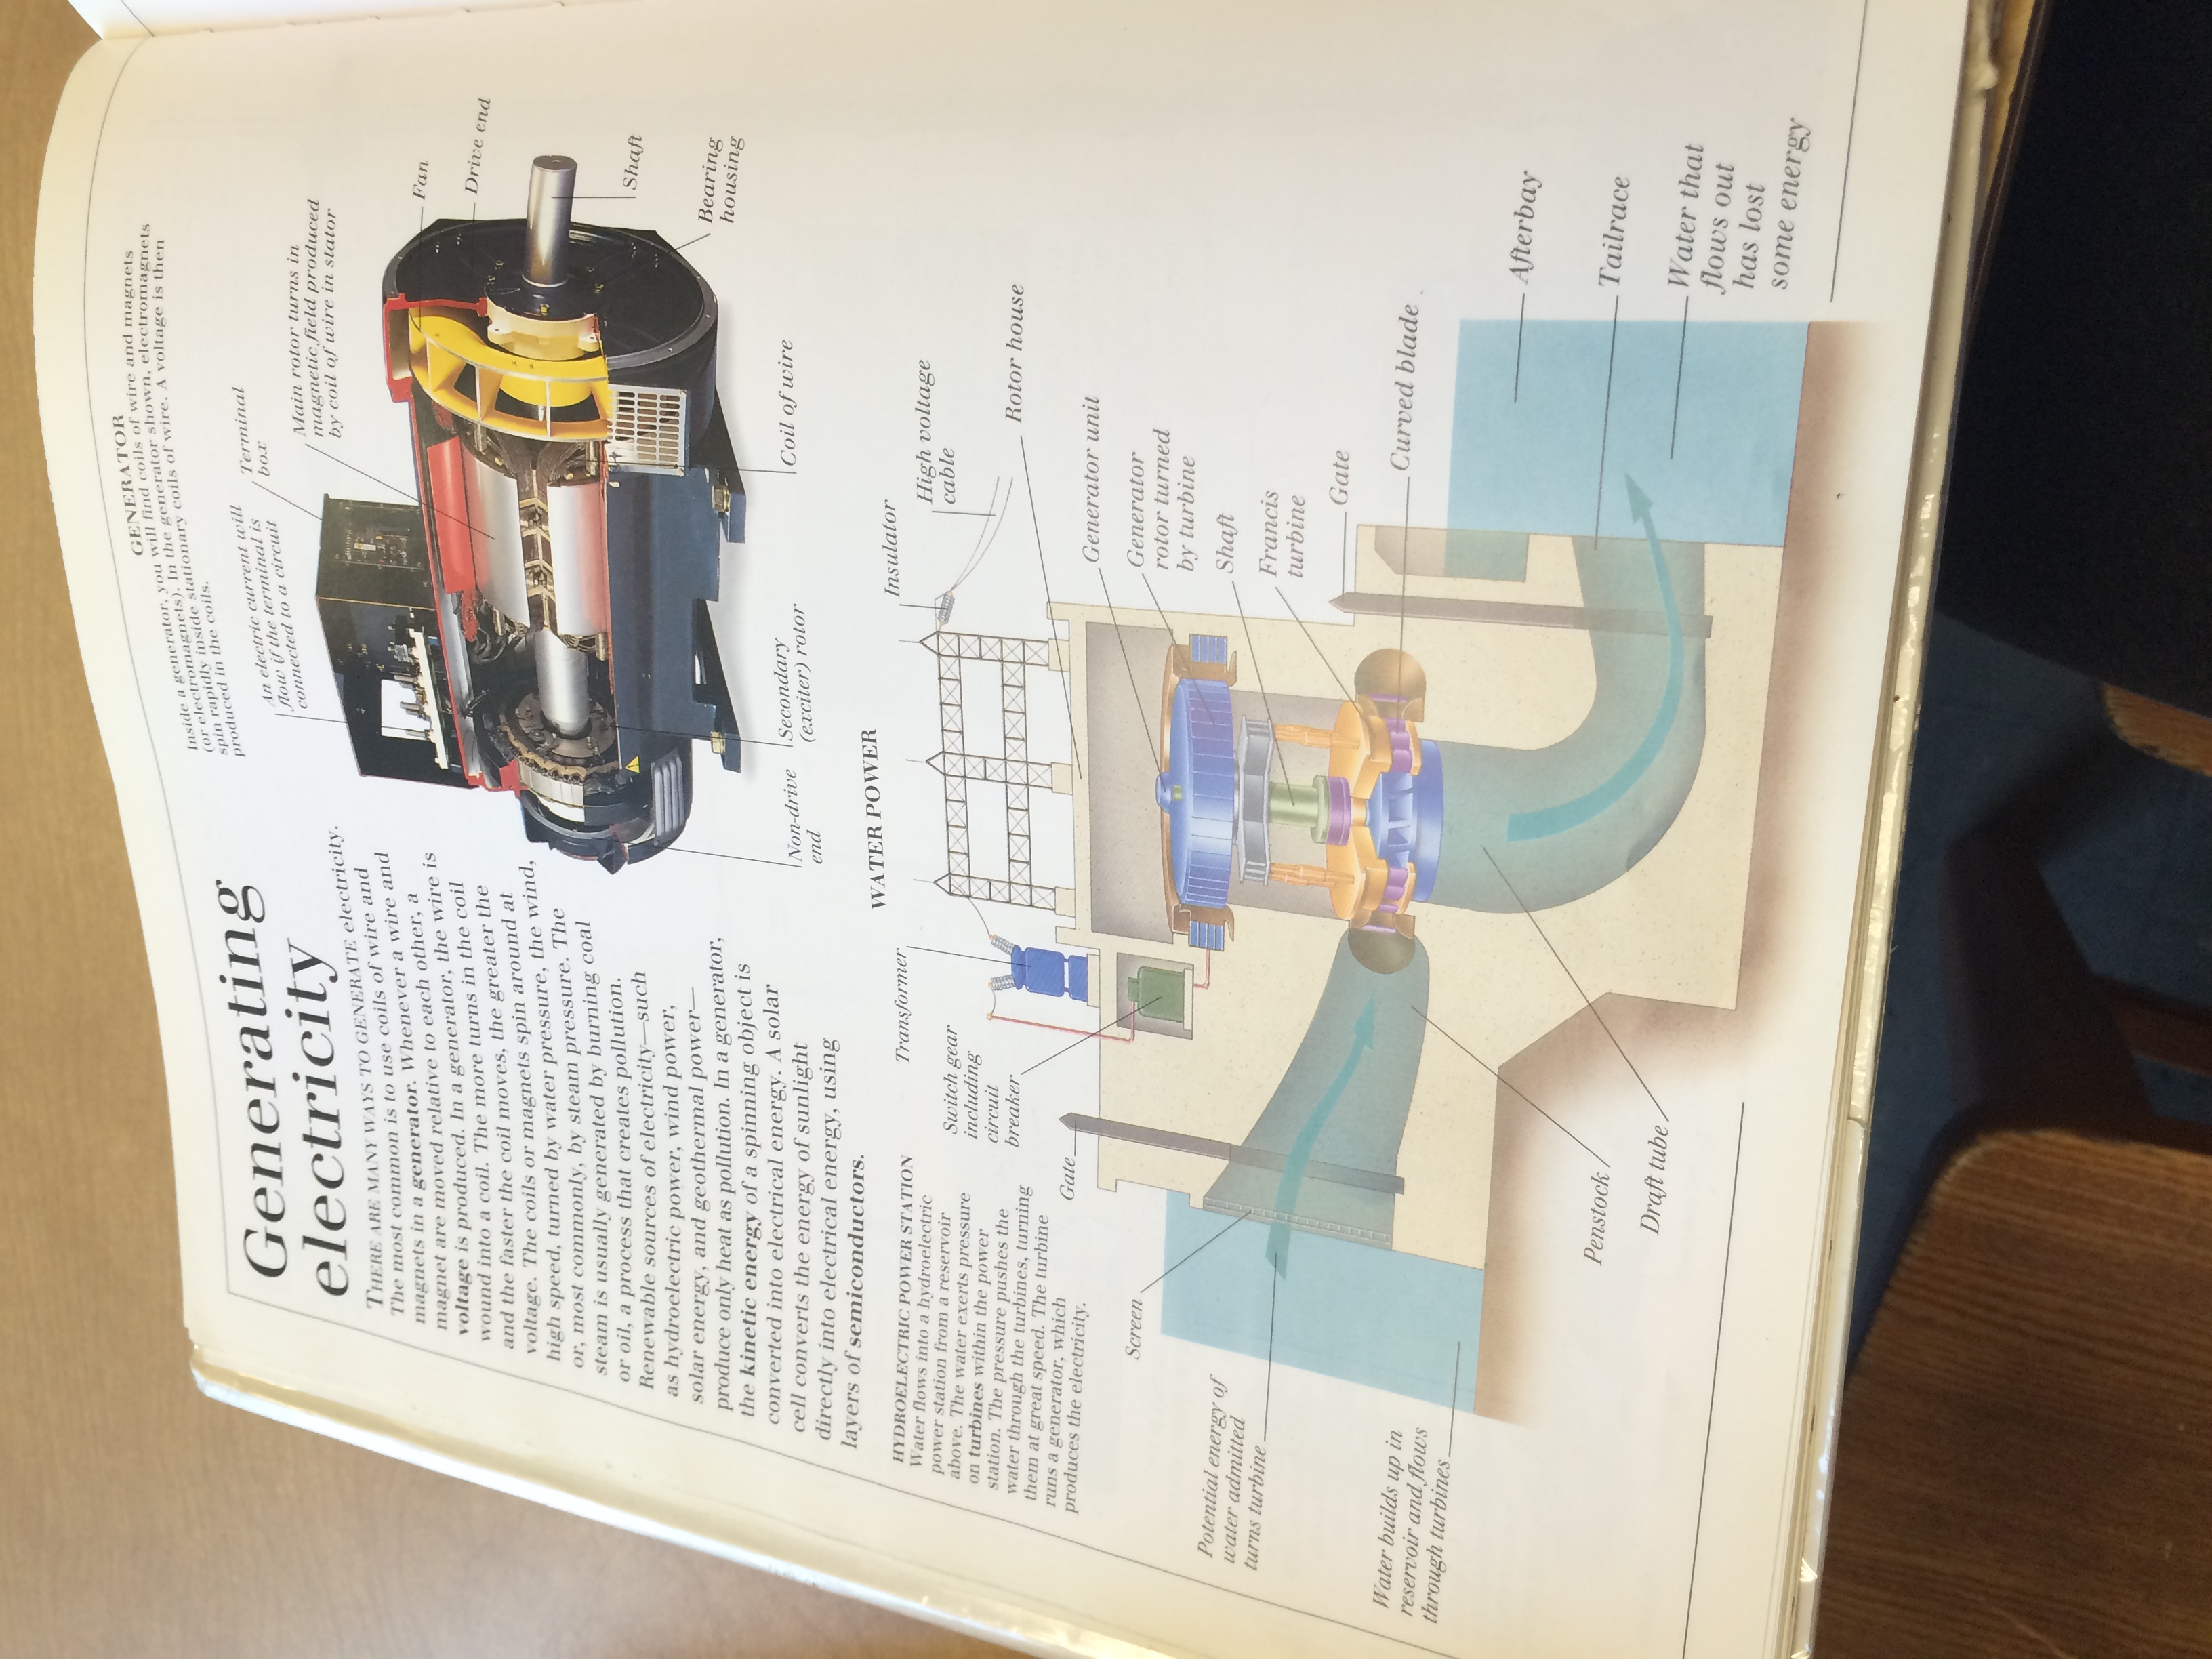 Generating
electricity
THERE ARE MANY WAYS TO GENERATE electricity.
The most common is to use coils of wire and
magnets in a generator. Whenever a wire and
magnet are moved relative to each other, a
voltage is produced. In a generator, the wire is
wound into a coil. The more turns in the coil
and the faster the coil moves, the greater the
voltage. The coils or magnets spin around at
high speed, turned by water pressure, the wind,
or, most commonly, by steam pressure. The
steam is usually generated by burning coal
or oil, a process that creates pollution.
Renewable sources of electricity—such
as hydroelectric power, wind power,
solar energy, and geothermal power—
produce only heat as pollution. In a generator,
the kinetic energy of a spinning object is
converted into electrical energy. A solar
cell converts the energy of sunlight
directly into electrical energy, using
layers of semiconductors.
GENERATOR
Inside a generator, you will find coils of wire and magnets
(or electromagnets). In the generator shown, electromagnets
spin rapidly inside stationary coils of wire. A voltage is then
produced in the coils.
An electric current will
flow if the terminal is
connected to a circuit
Terminal
box
Main rotor turns in
magnetic field produced
by coil of wire in stator
Fan
Drive end
Shaft
Bearing
housing
Coil of wire
Secondary
(exciter) rotor
Non-drive
end
WATER POWER
HYDROELECTRIC POWER STATION
Water flows into a hydroelectric
power station from a reservoir
above. The water exerts pressure
on turbines within the power
station. The pressure pushes the
water through the turbines, turning
them at great speed. The turbine
runs a generator, which
produces the electricity.
Transformer
Switch gear
including
circuit
breaker
Gate
Screen
Potential energy of
water admitted
turns turbine
Water builds up in
reservoir and flows
through turbines
Penstock
Draft tube
Insulator
High voltage
cable
Rotor house
Generator unit
Generator
rotor turned
by turbine
Shaft
Francis
turbine
Gate
Curved blade
Afterbay
Tailrace
Water that
flows out
has lost
some energy